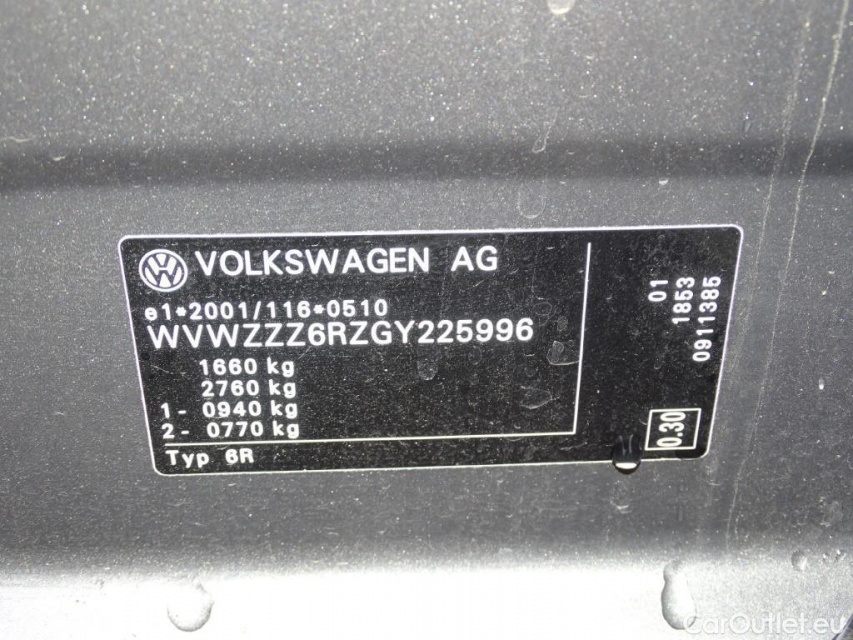 VOLKSWAGEN AG
e1*2001/116*0510
WVWZZZ6RZGY225996
1660 kg
2760 kg
1- 0940 kg
2- 0770 kg
Typ 6R
01
1853
0911385
0.30
CarOutlet.eu